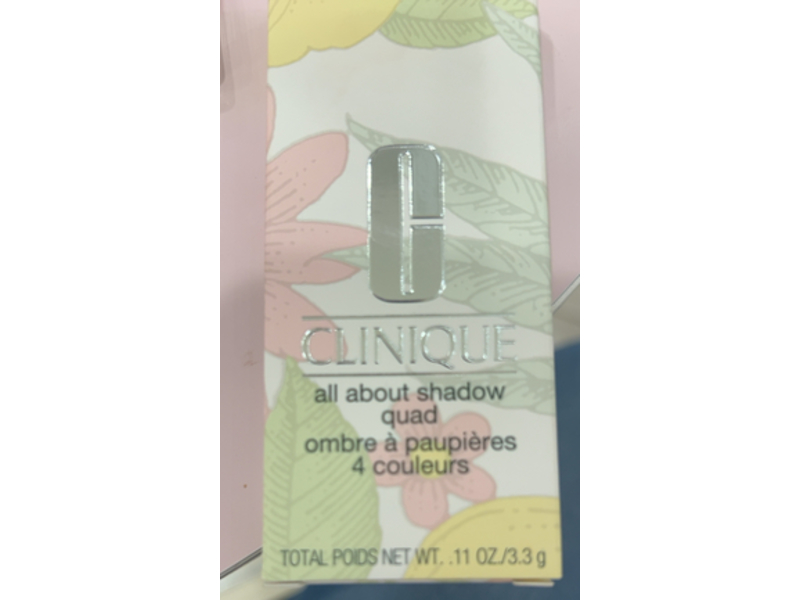 CLINIQUE
all about shadow
quad
ombre à paupières
4 couleurs
TOTAL POIDS NET WT. .11 OZ./3.3 g